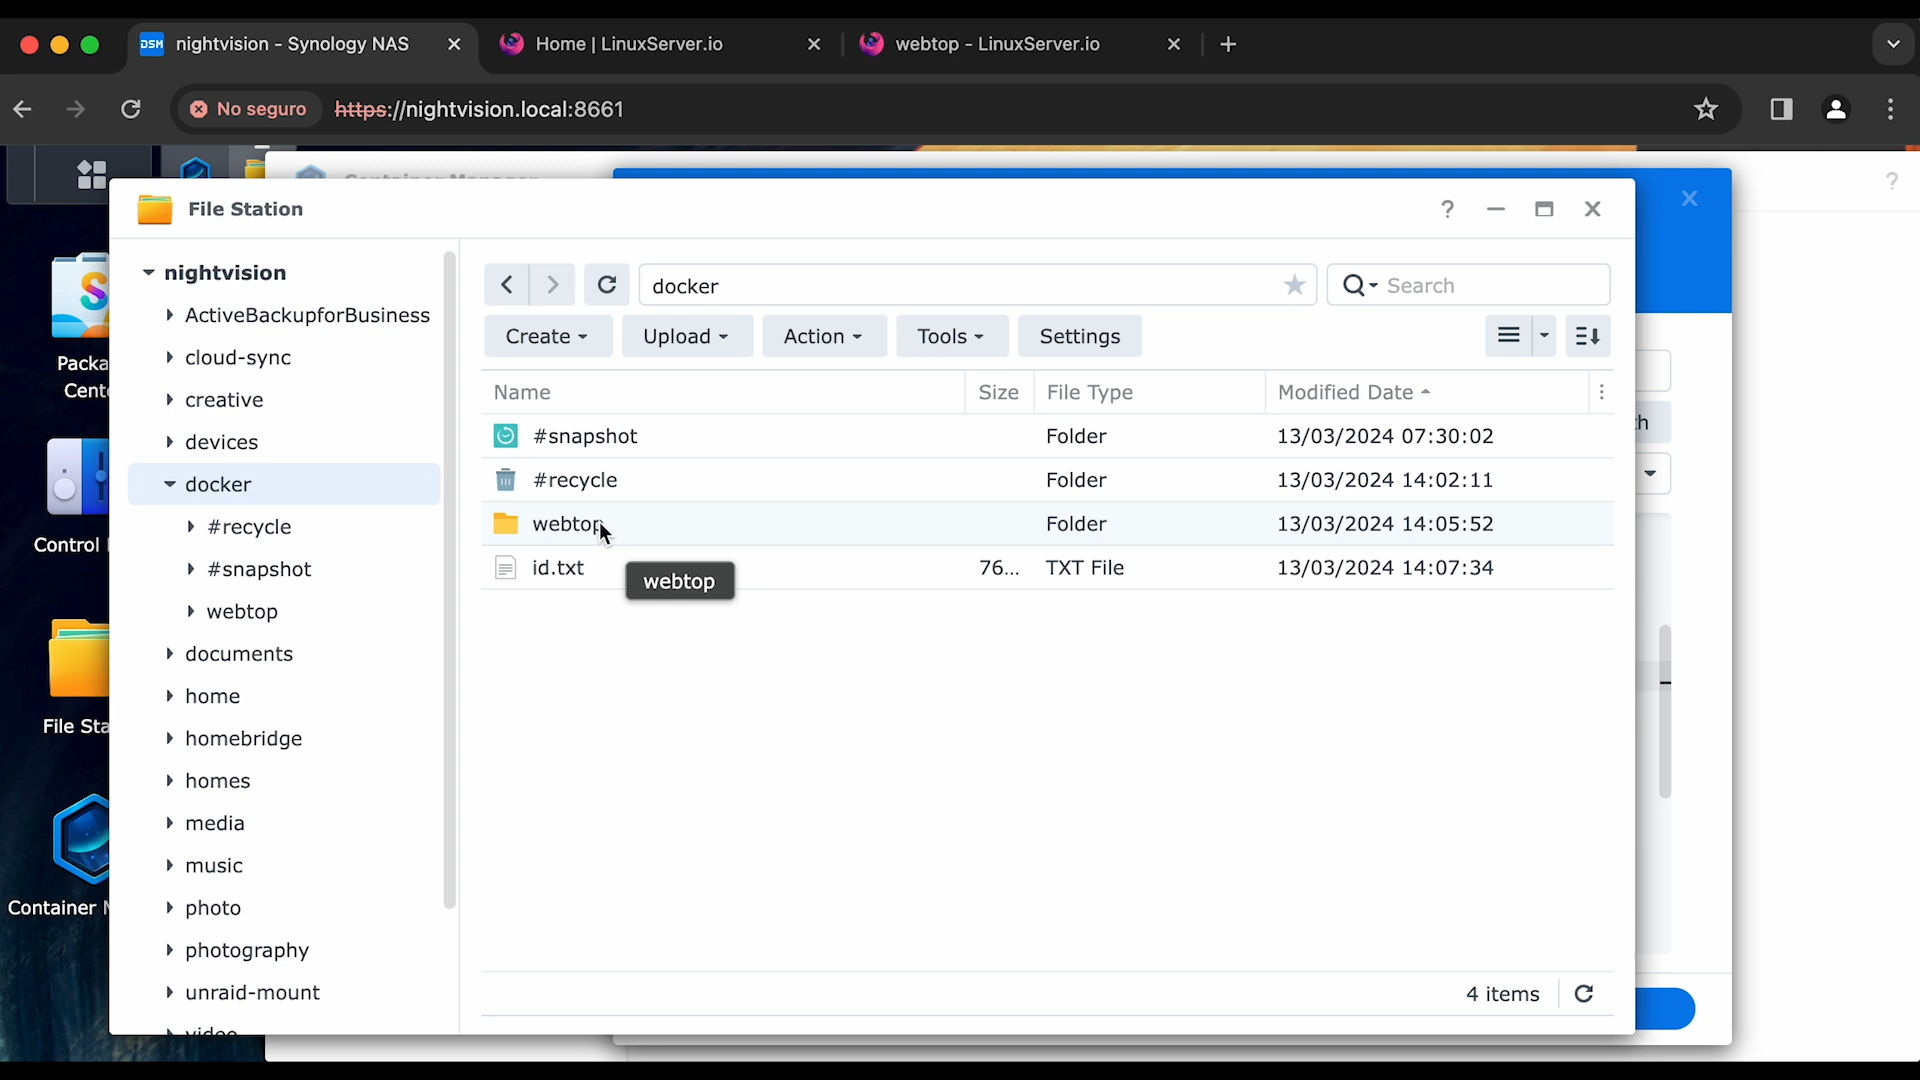 DSM nightvision - Synology NAS
Home | LinuxServer.io
webtop - LinuxServer.io
No seguro https://nightvision.local:8661
File Station
nightvision
ActiveBackupforBusiness
cloud-sync
creative
devices
docker
#recycle
#snapshot
webtop
documents
home
homebridge
homes
media
music
photo
photography
unraid-mount
video
docker
Search
Create
Upload
Action
Tools
Settings
Name Size File Type Modified Date
#snapshot Folder 13/03/2024 07:30:02
#recycle Folder 13/03/2024 14:02:11
webtop Folder 13/03/2024 14:05:52
id.txt 76... TXT File 13/03/2024 14:07:34
webtop
4 items
Packa
Cent
Control
File Sta
Container
Container Manager